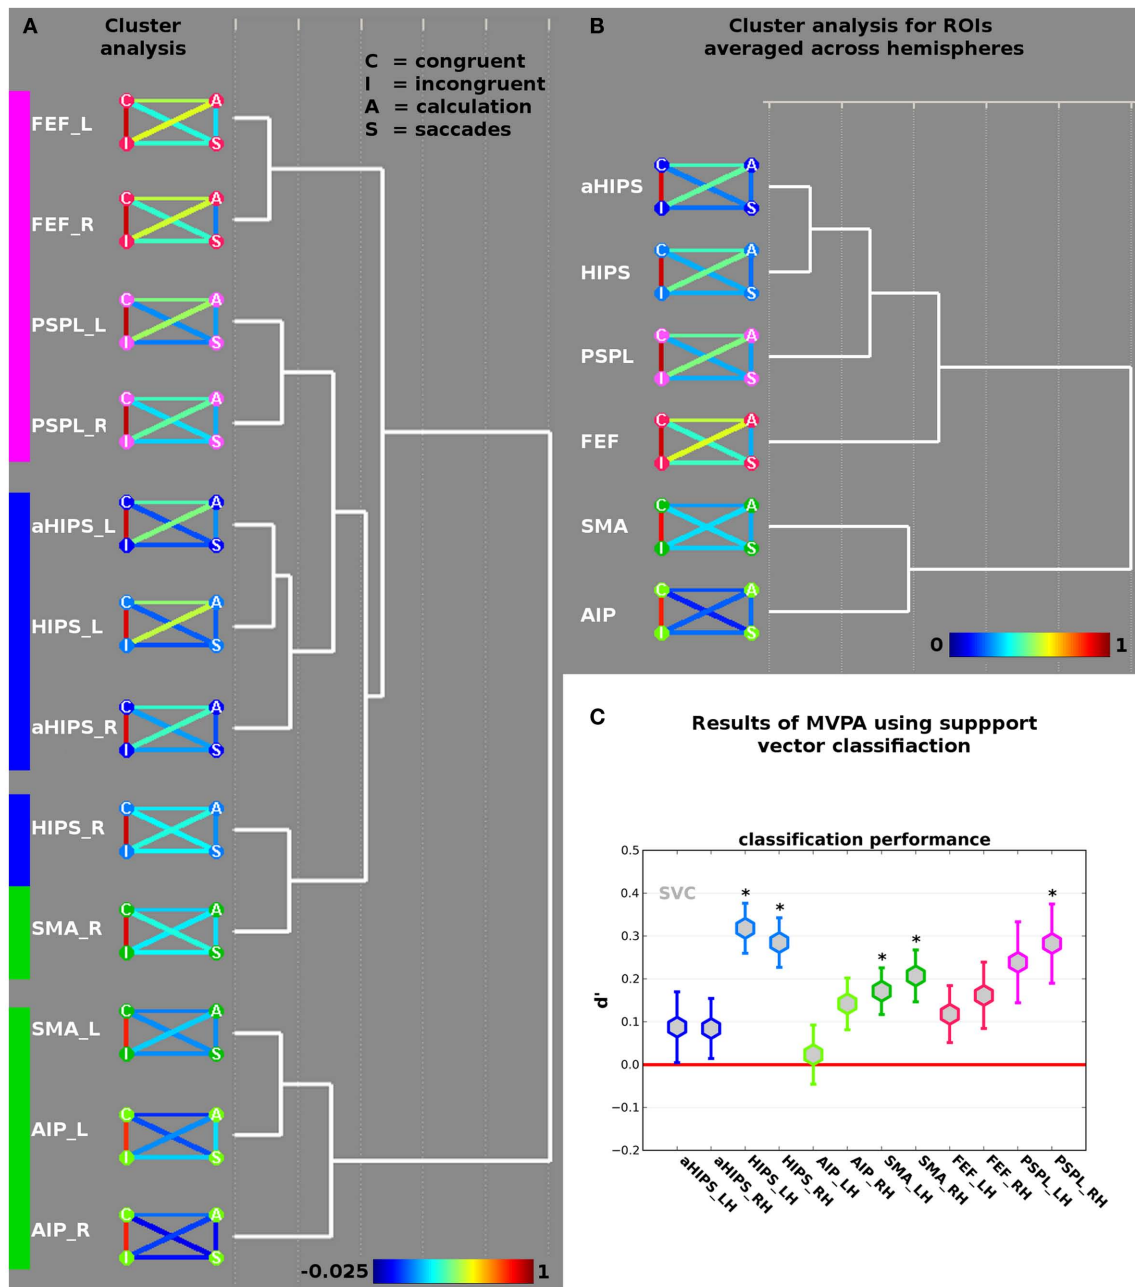 A
Cluster
analysis
C = congruent
I = incongruent
A = calculation
S = saccades
FEF_L
C A
I S
FEF_R
C A
I S
PSPL_L
C A
I S
PSPL_R
C A
I S
aHIPS_L
C A
I S
HIPS_L
C A
I S
aHIPS_R
C A
I S
HIPS_R
C A
I S
SMA_R
C A
I S
SMA_L
C A
I S
AIP_L
C A
I S
AIP_R
C A
I S
-0.025 1
B
Cluster analysis for ROIs
averaged across hemispheres
aHIPS
C A
I S
HIPS
C A
I S
PSPL
C A
I S
FEF
C A
I S
SMA
C A
I S
AIP
C A
I S
0 1
C
Results of MVPA using suppport
vector classifiaction
classification performance
SVC
d'
0.5
0.4
0.3
0.2
0.1
0.0
−0.1
−0.2
* * * * *
aHIPS_LH
aHIPS_RH
HIPS_LH
HIPS_RH
AIP_LH
AIP_RH
SMA_LH
SMA_RH
FEF_LH
FEF_RH
PSPL_LH
PSPL_RH